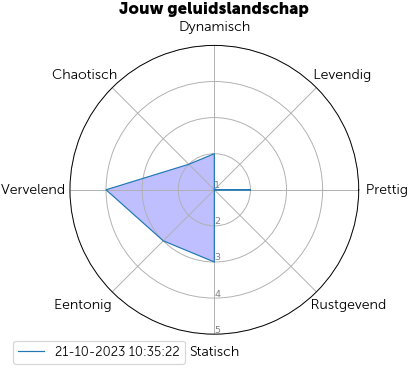 Jouw geluidslandschap
Dynamisch
Chaotisch
Levendig
Vervelend
1
Prettig
2
3
4
Eentonig
Rustgevend
5
21-10-2023 10:35:22
Statisch